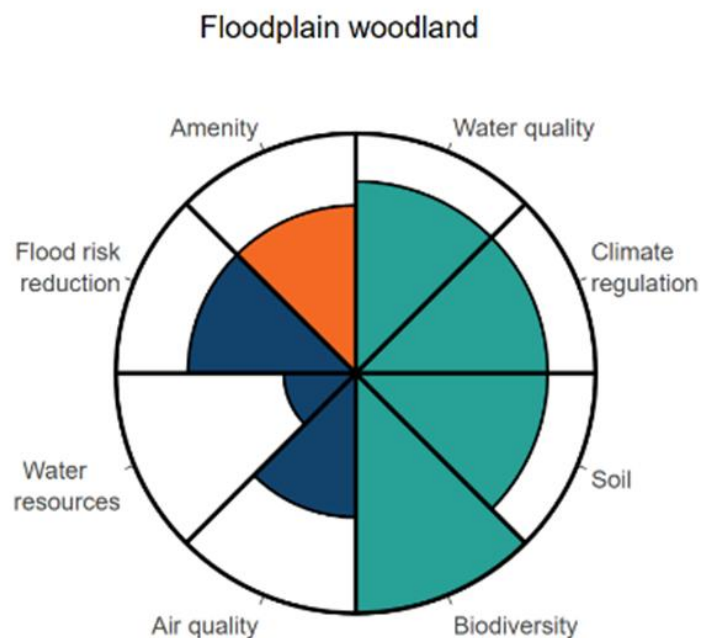 Floodplain woodland
Amenity
Water quality
Flood risk
reduction
Climate
regulation
Water
resources
Soil
Air quality
Biodiversity